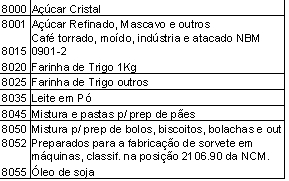 8000 Açúcar Cristal
8001 Açúcar Refinado, Mascavo e outros
Café torrado, moído, indústria e atacado NBM
8015 0901-2
8020 Farinha de Trigo 1Kg
8025 Farinha de Trigo outros
8035 Leite em Pó
8045 Mistura e pastas p/ prep de pães
8050 Mistura p/ prep de bolos, biscoitos, bolachas e out
8052 Preparados para a fabricação de sorvete em
máquinas, classif. na posição 2106.90 da NCM.
8055 Óleo de soja